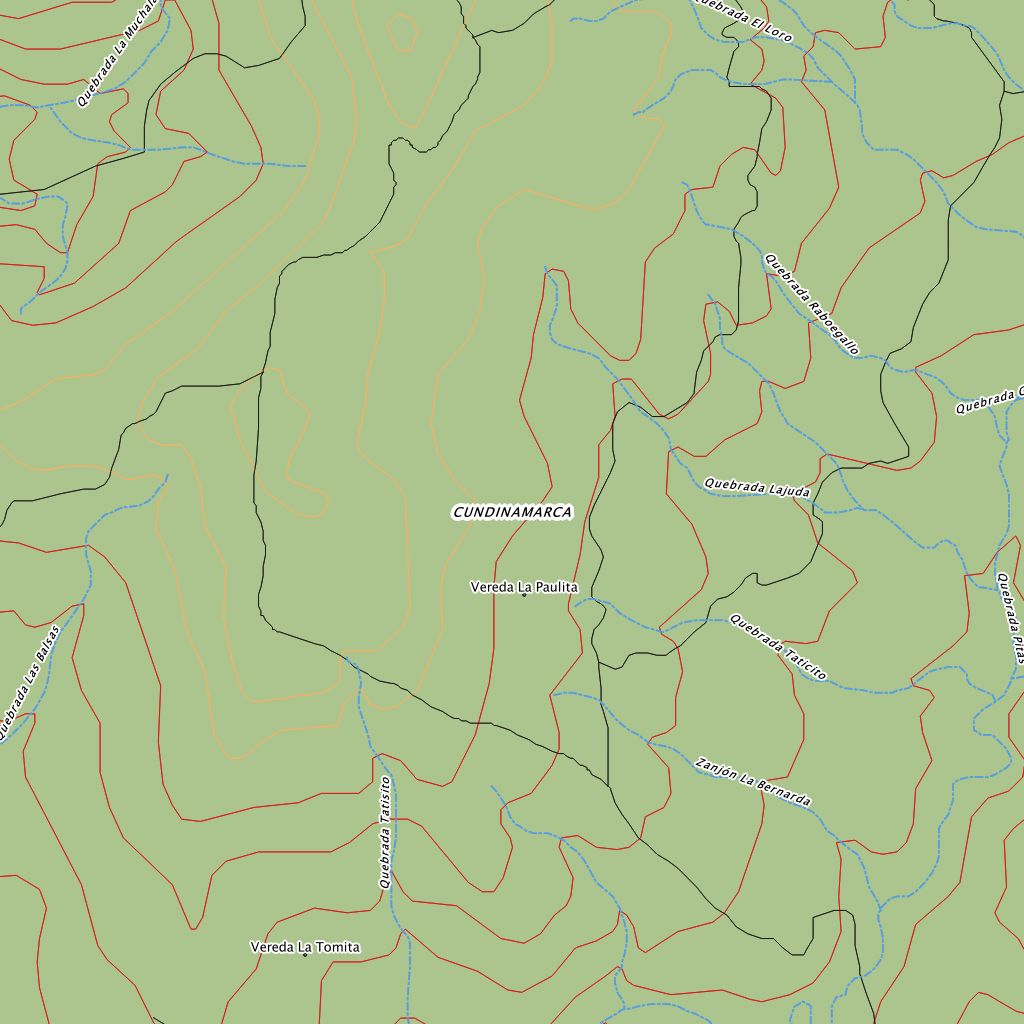 Quebrada El Loro
Quebrada La Muchala
Quebrada Raboegallo
Quebrada
Quebrada Lajuda
CUNDINAMARCA
Vereda La Paulita
Quebrada Pitas
Quebrada Taticito
Quebrada Las Balsas
Zanjón La Bernarda
Quebrada Tatisito
Vereda La Tomita